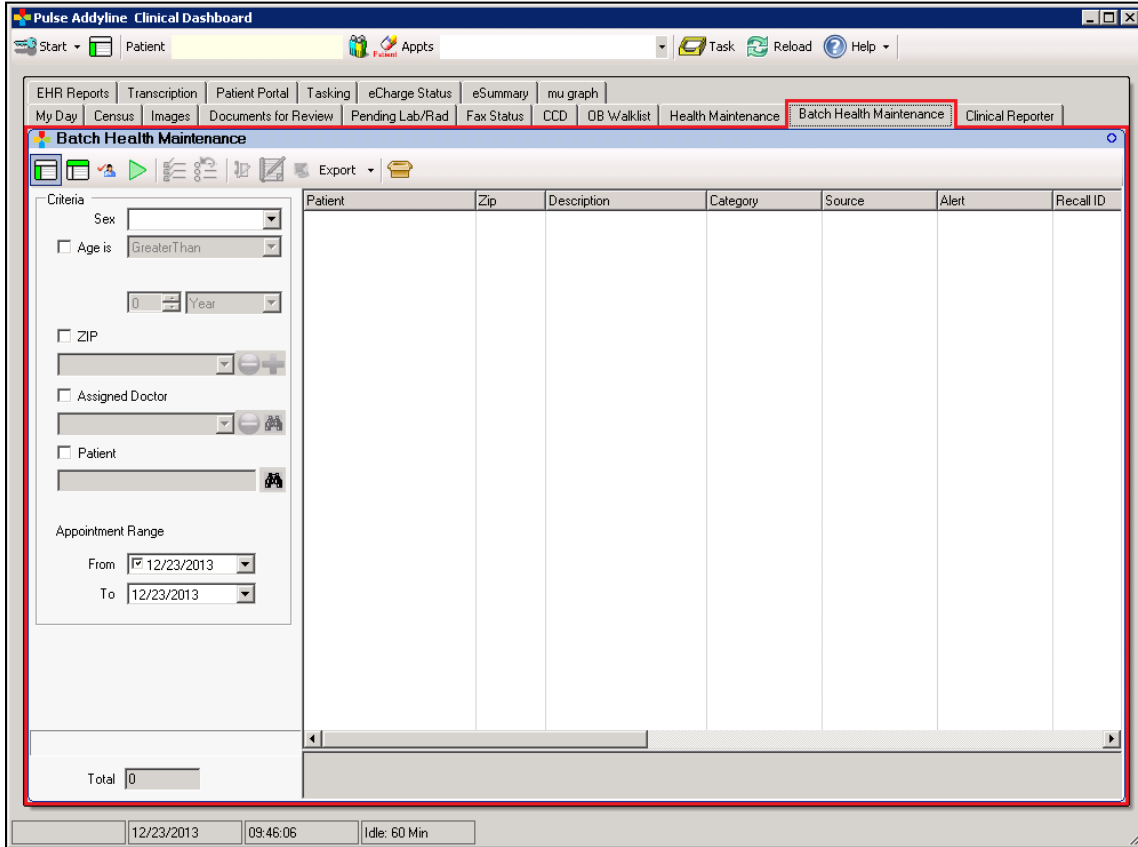 Pulse Addyline Clinical Dashboard
Start Patient Patient Appts Task Reload Help
EHR Reports Transcription Patient Portal Tasking eCharge Status eSummary mu graph
My Day Census Images Documents for Review Pending Lab/Rad Fax Status CCD OB Walklist Health Maintenance Batch Health Maintenance Clinical Reporter
Batch Health Maintenance
Export
Criteria
Patient Zip Description Category Source Alert Recall ID
Sex
Age is GreaterThan
0 Year
ZIP
Assigned Doctor
Patient
Appointment Range
From 12/23/2013
To 12/23/2013
Total 0
12/23/2013 09:46:06 Idle: 60 Min